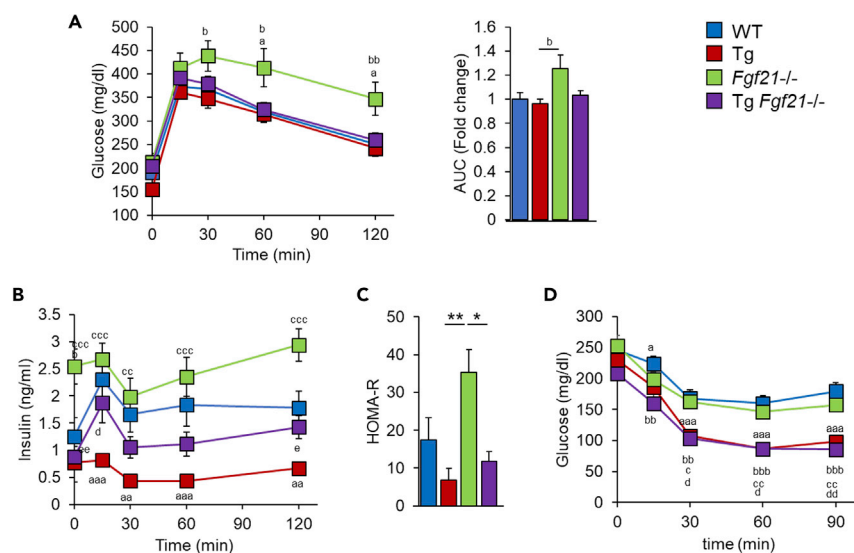 A
500
450
400
350
300
250
200
150
100
Glucose (mg/dl)
b
b
a
bb
a
0 30 60 90 120
Time (min)
1.6
1.4
1.2
1
0.8
0.6
0.4
0.2
0
AUC (Fold change)
b
WT
Tg
Fgf21-/-
Tg Fgf21-/-
B
3.5
3
2.5
2
1.5
1
0.5
0
Insulin (ng/ml)
ccc
b
ccc
cc
ccc
ccc
d
e
aaa
aa
aaa
aa
0 30 60 90 120
Time (min)
C
50
40
30
20
10
0
HOMA-R
** *
D
300
250
200
150
100
50
0
Glucose (mg/dl)
a
bb
aaa
aaa
aaa
bb
c
d
bbb
cc
d
bbb
cc
dd
0 30 60 90
time (min)